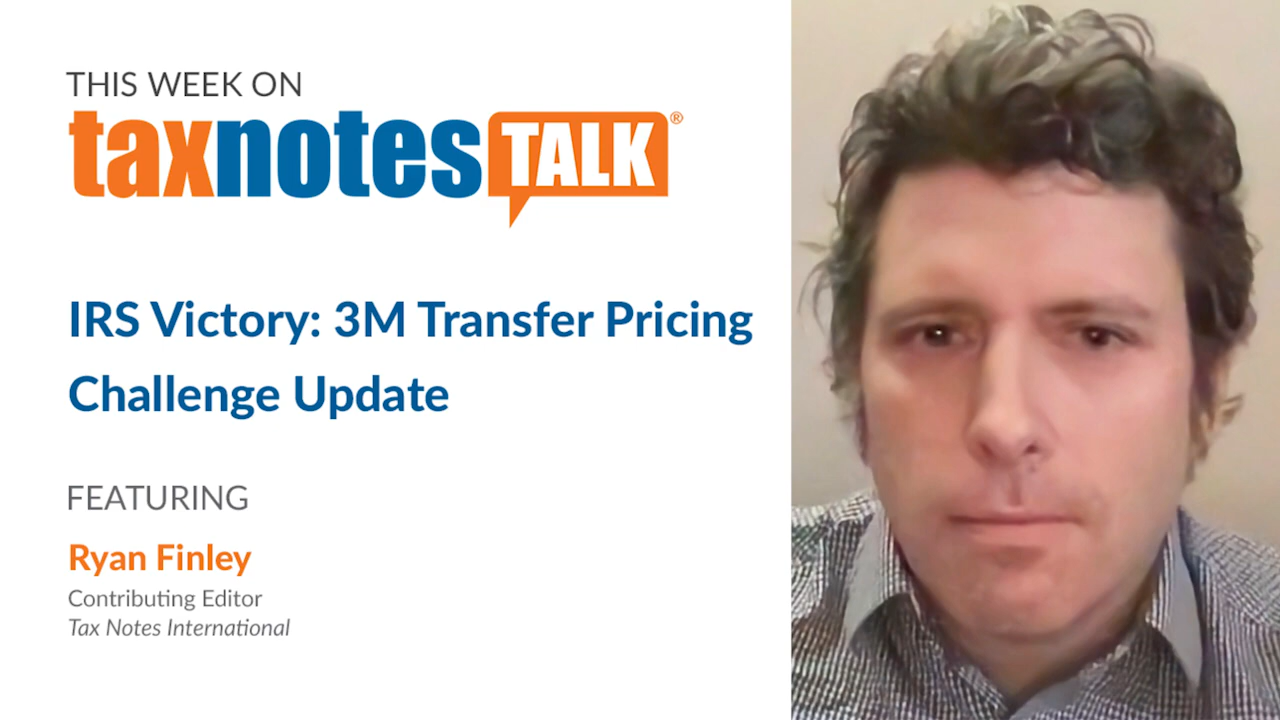 THIS WEEK ON
taxnotes TALK®
IRS Victory: 3M Transfer Pricing
Challenge Update
FEATURING
Ryan Finley
Contributing Editor
Tax Notes International